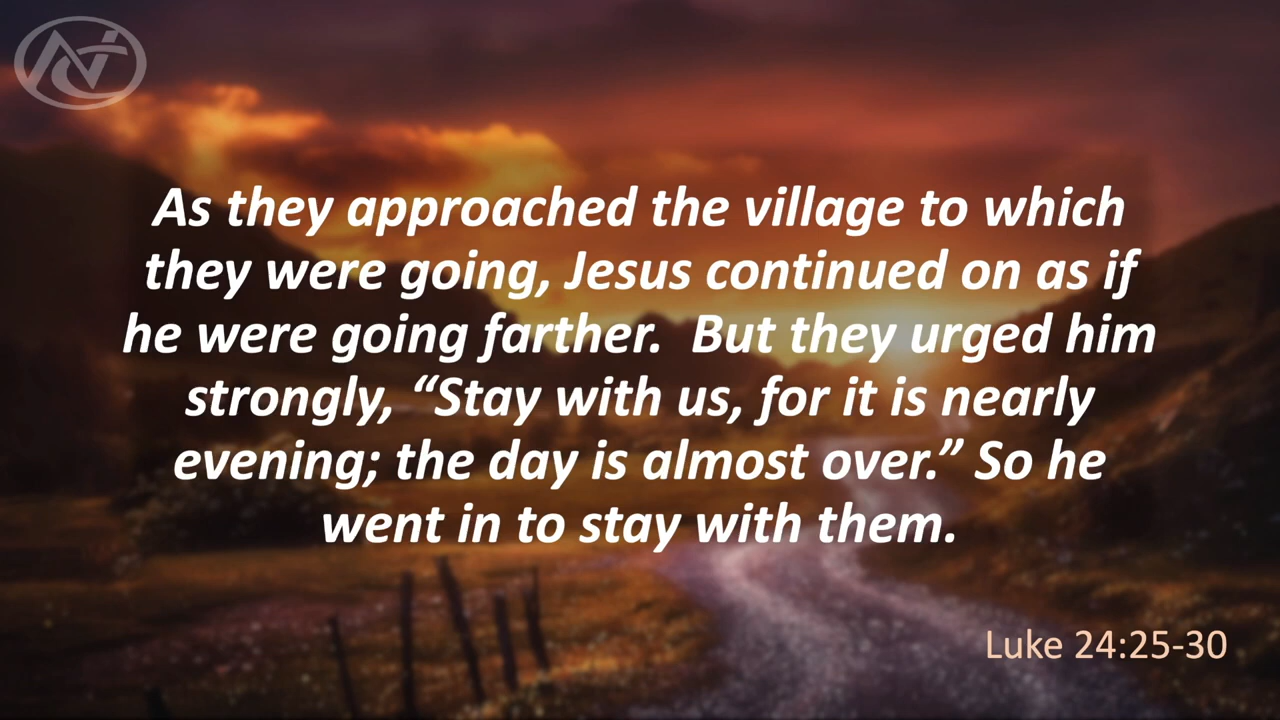 As they approached the village to which
they were going, Jesus continued on as if
he were going farther.  But they urged him
strongly, “Stay with us, for it is nearly
evening; the day is almost over.” So he
went in to stay with them.
Luke 24:25-30